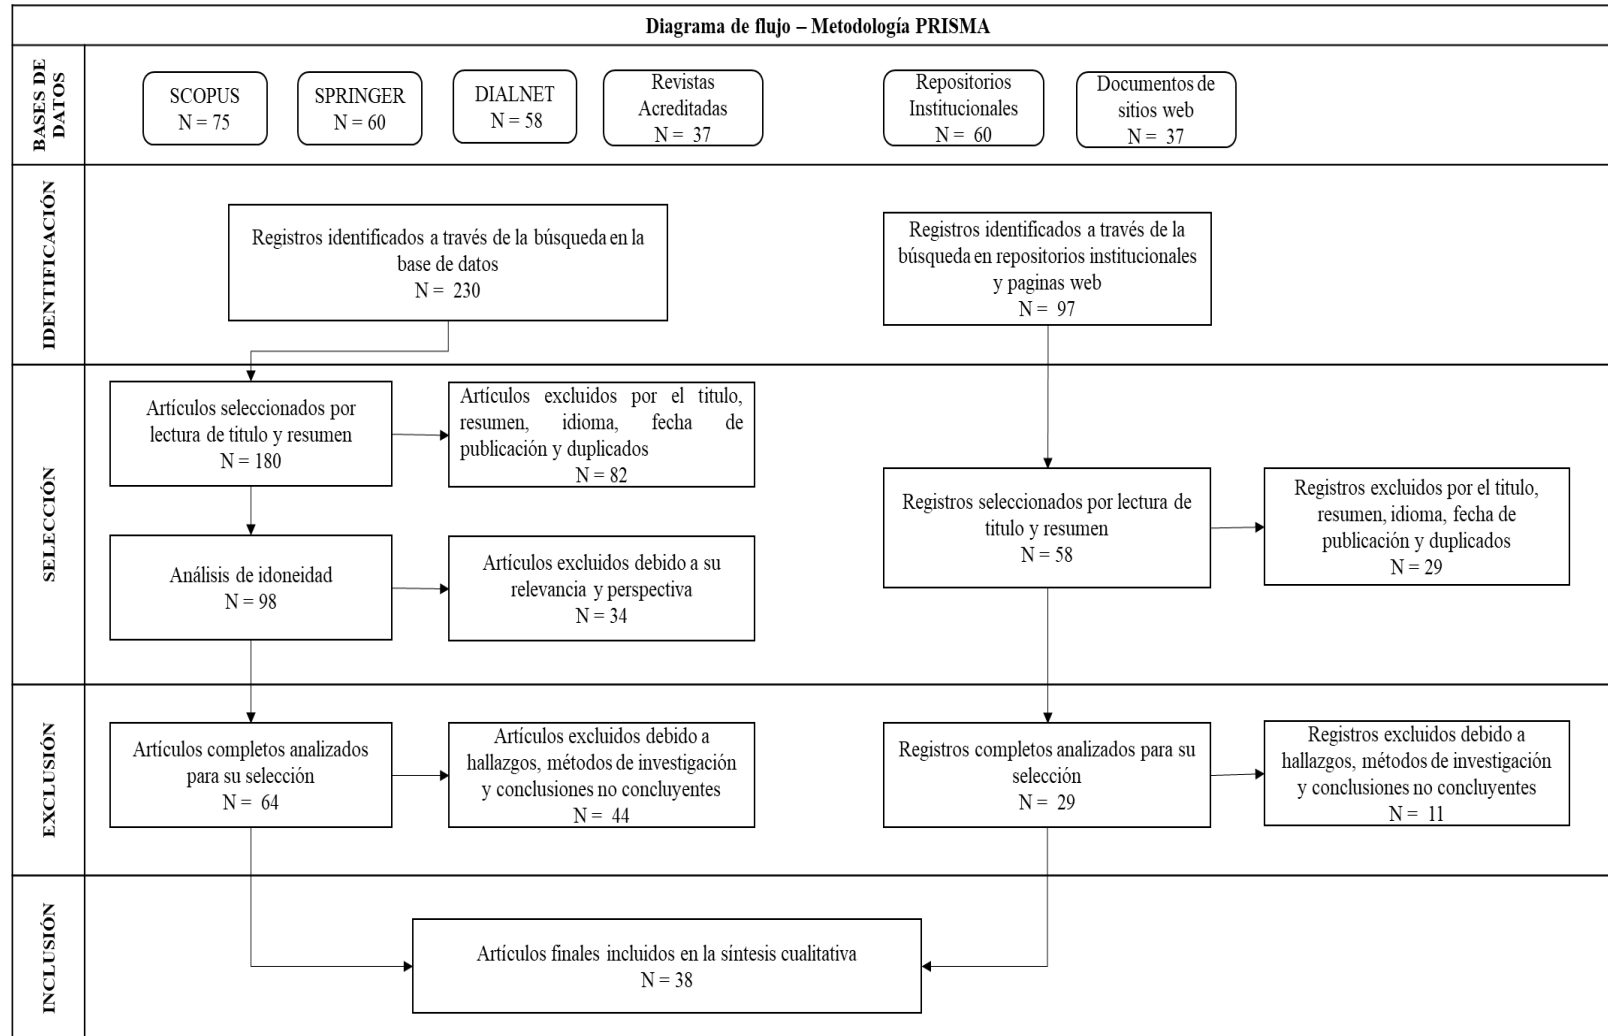 Diagrama de flujo – Metodología PRISMA
BASES DE
DATOS
SCOPUS
N = 75
SPRINGER
N = 60
DIALNET
N = 58
Revistas
Acreditadas
N = 37
Repositorios
Institucionales
N = 60
Documentos de
sitios web
N = 37
IDENTIFICACIÓN
Registros identificados a través de la búsqueda en la
base de datos
N = 230
Registros identificados a través de la
búsqueda en repositorios institucionales
y paginas web
N = 97
SELECCIÓN
Artículos seleccionados por
lectura de titulo y resumen
N = 180
Artículos excluidos por el titulo,
resumen, idioma, fecha de
publicación y duplicados
N = 82
Análisis de idoneidad
N = 98
Artículos excluidos debido a su
relevancia y perspectiva
N = 34
Registros seleccionados por lectura de
titulo y resumen
N = 58
Registros excluidos por el titulo,
resumen, idioma, fecha de
publicación y duplicados
N = 29
EXCLUSIÓN
Artículos completos analizados
para su selección
N = 64
Artículos excluidos debido a
hallazgos, métodos de investigación
y conclusiones no concluyentes
N = 44
Registros completos analizados para su
selección
N = 29
Registros excluidos debido a
hallazgos, métodos de investigación
y conclusiones no concluyentes
N = 11
INCLUSIÓN
Artículos finales incluidos en la síntesis cualitativa
N = 38